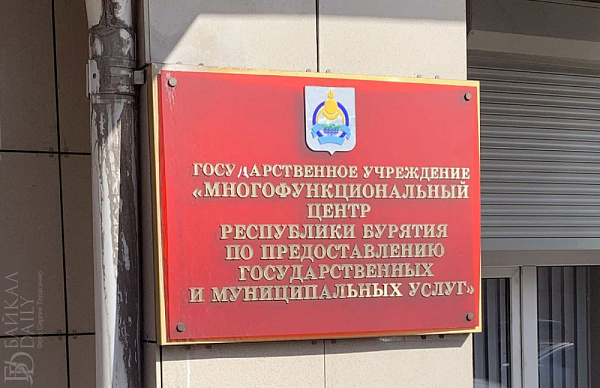 ГОСУДАРСТВЕННОЕ УЧРЕЖДЕНИЕ
«МНОГОФУНКЦИОНАЛЬНЫЙ
ЦЕНТР
РЕСПУБЛИКИ БУРЯТИЯ
ПО ПРЕДОСТАВЛЕНИЮ
ГОСУДАРСТВЕННЫХ
И МУНИЦИПАЛЬНЫХ УСЛУГ»
БАЙКАЛ
DAILY